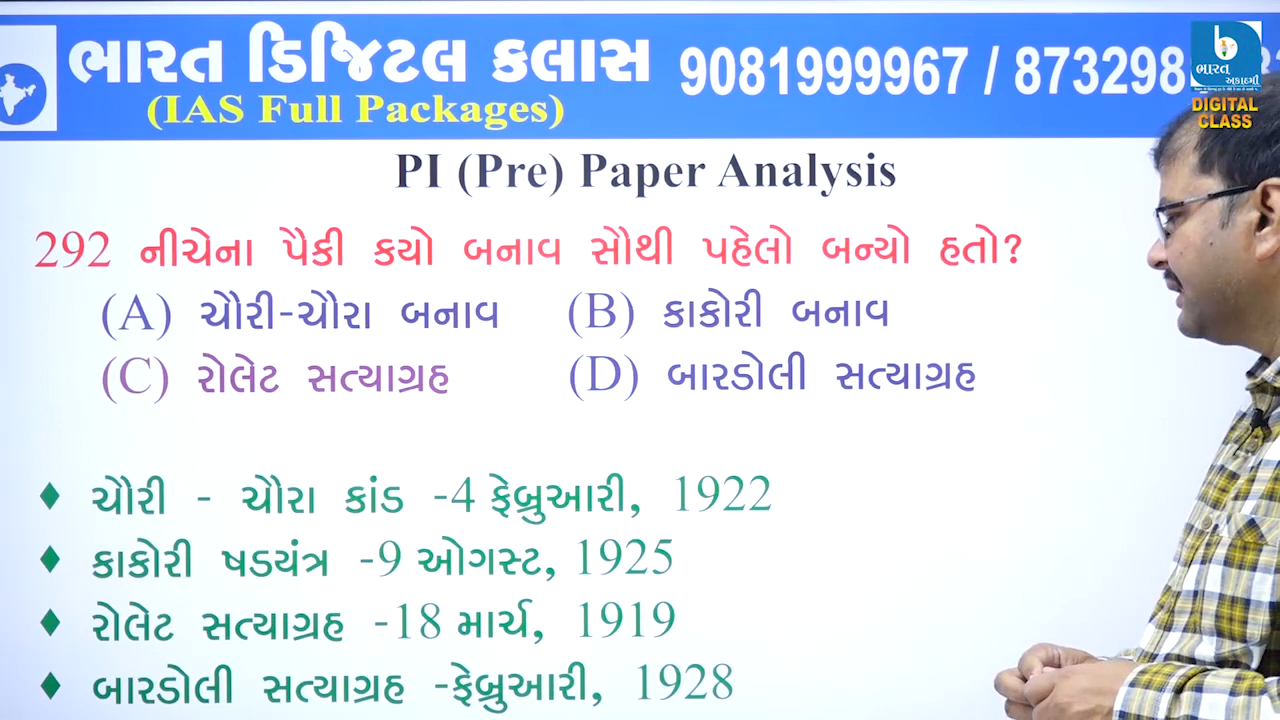 ભારત ડિજિટલ ક્લાસ
(IAS Full Packages)
9081999967 / 873298
ભારત
અકાદમી
DIGITAL
CLASS
PI (Pre) Paper Analysis
292 નીચેના પૈકી કયો બનાવ સૌથી પહેલો બન્યો હતો?
(A) ચૌરી-ચૌરા બનાવ (B) કાકોરી બનાવ
(C) રોલેટ સત્યાગ્રહ (D) બારડોલી સત્યાગ્રહ
♦ ચૌરી - ચૌરા કાંડ -4 ફેબ્રુઆરી, 1922
♦ કાકોરી ષડયંત્ર -9 ઓગસ્ટ, 1925
♦ રોલેટ સત્યાગ્રહ -18 માર્ચ, 1919
♦ બારડોલી સત્યાગ્રહ -ફેબ્રુઆરી, 1928